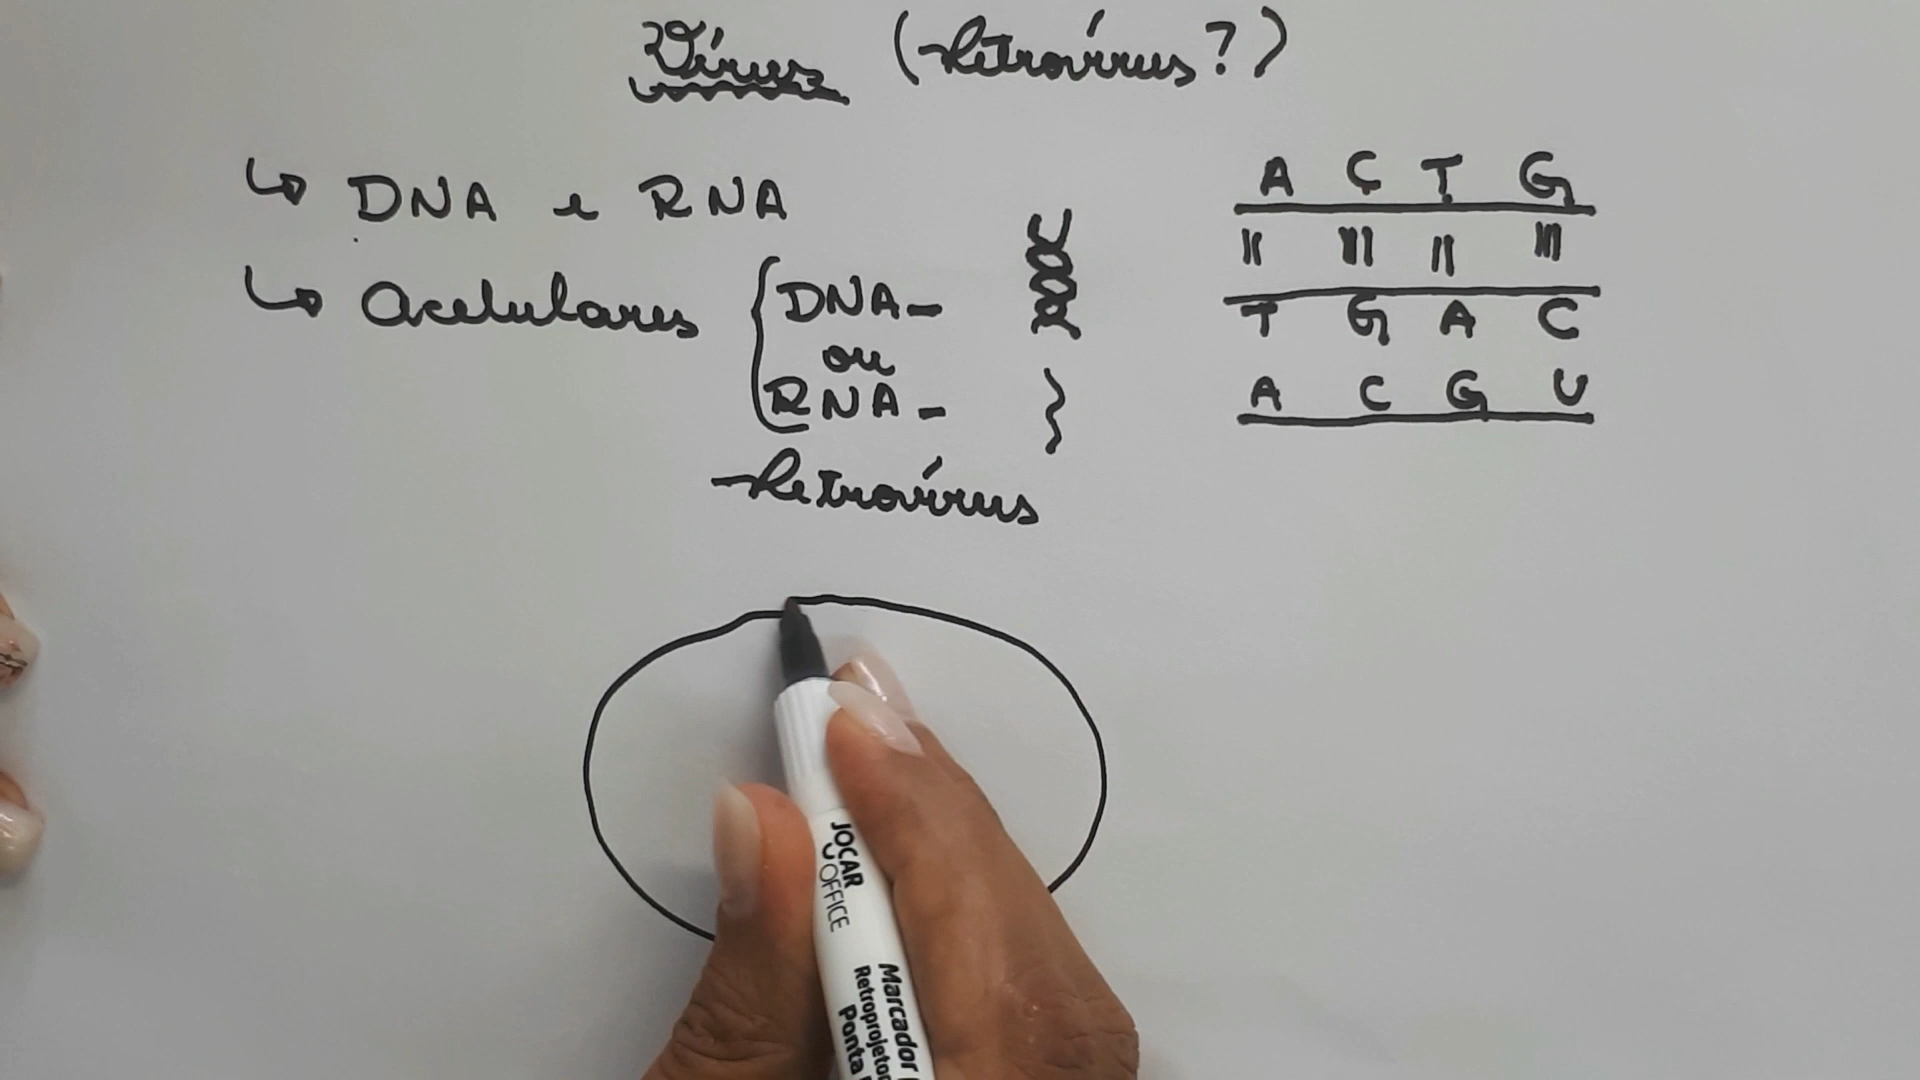 Vírus (Retrovírus?)
DNA e RNA
Acelulares { DNA -
ou
RNA -
Retrovírus
A C T G
T G A C
A C G U
JOCAR
OFFICE
Marcador
Retroprojetor
Ponta